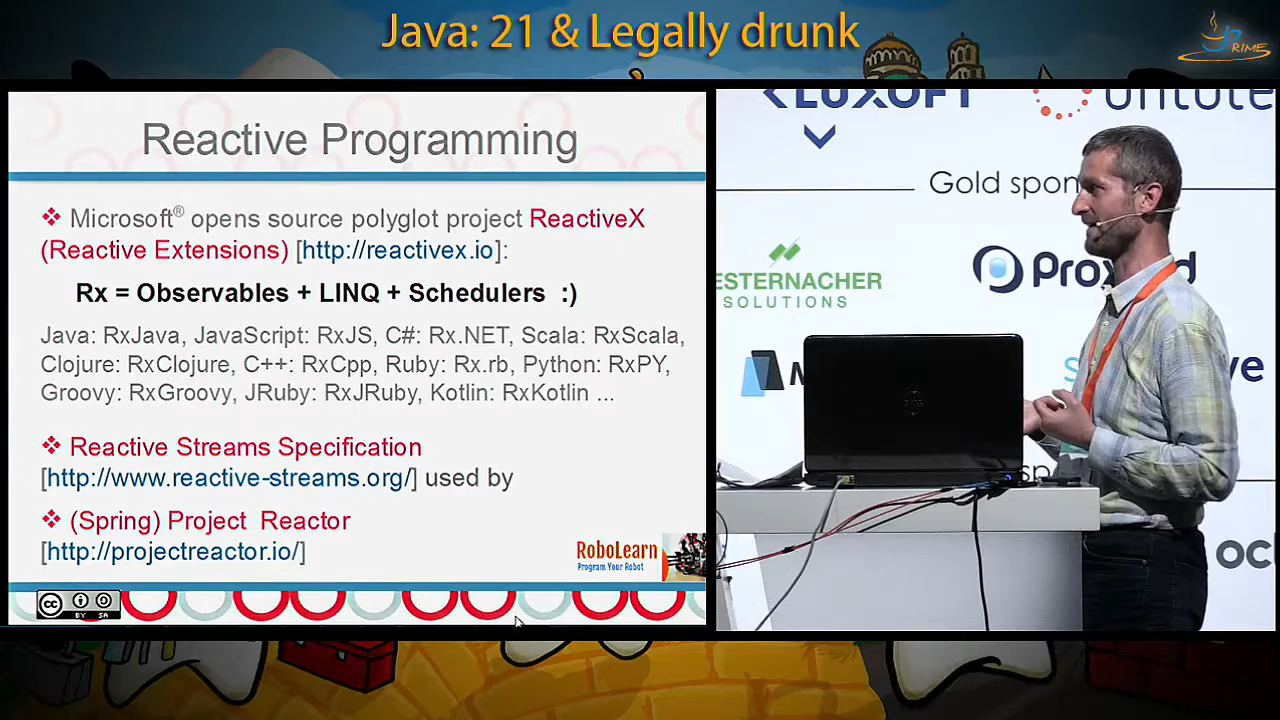 Java: 21 & Legally drunk
Reactive Programming
❖ Microsoft® opens source polyglot project ReactiveX
(Reactive Extensions) [http://reactivex.io]:
Rx = Observables + LINQ + Schedulers :)
Java: RxJava, JavaScript: RxJS, C#: Rx.NET, Scala: RxScala,
Clojure: RxClojure, C++: RxCpp, Ruby: Rx.rb, Python: RxPY,
Groovy: RxGroovy, JRuby: RxJRuby, Kotlin: RxKotlin ...
❖ Reactive Streams Specification
[http://www.reactive-streams.org/] used by
❖ (Spring) Project Reactor
[http://projectreactor.io/]
RoboLearn
Program Your Robot
cc
BY SA
LUXOFT
Gold spon
ESTERNACHER
SOLUTIONS